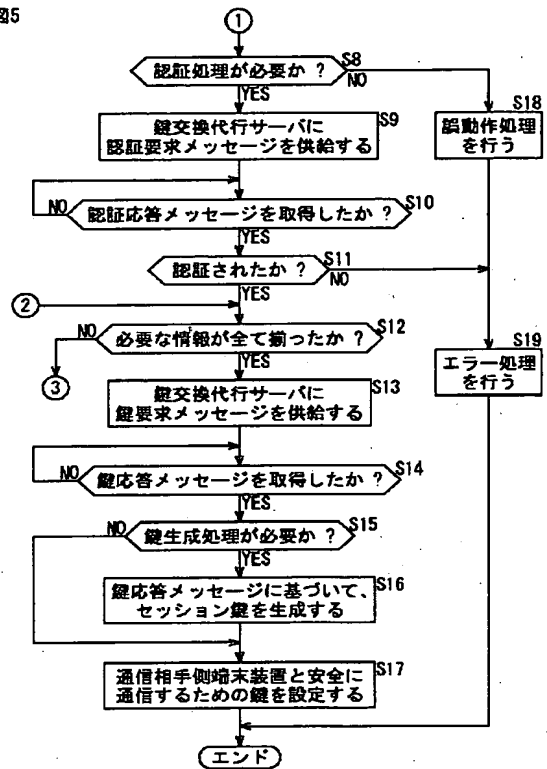 図5
①
認証処理が必要か ?
S8
NO
YES
鍵交換代行サーバに
認証要求メッセージを供給する
S9
S18
誤動作処理
を行う
NO
認証応答メッセージを取得したか ?
S10
YES
認証されたか ?
S11
NO
YES
②
NO
必要な情報が全て揃ったか ?
S12
③
YES
S19
エラー処理
を行う
鍵交換代行サーバに
鍵要求メッセージを供給する
S13
NO
鍵応答メッセージを取得したか ?
S14
YES
NO
鍵生成処理が必要か ?
S15
YES
鍵応答メッセージに基づいて、
セッション鍵を生成する
S16
通信相手側端末装置と安全に
通信するための鍵を設定する
S17
エンド